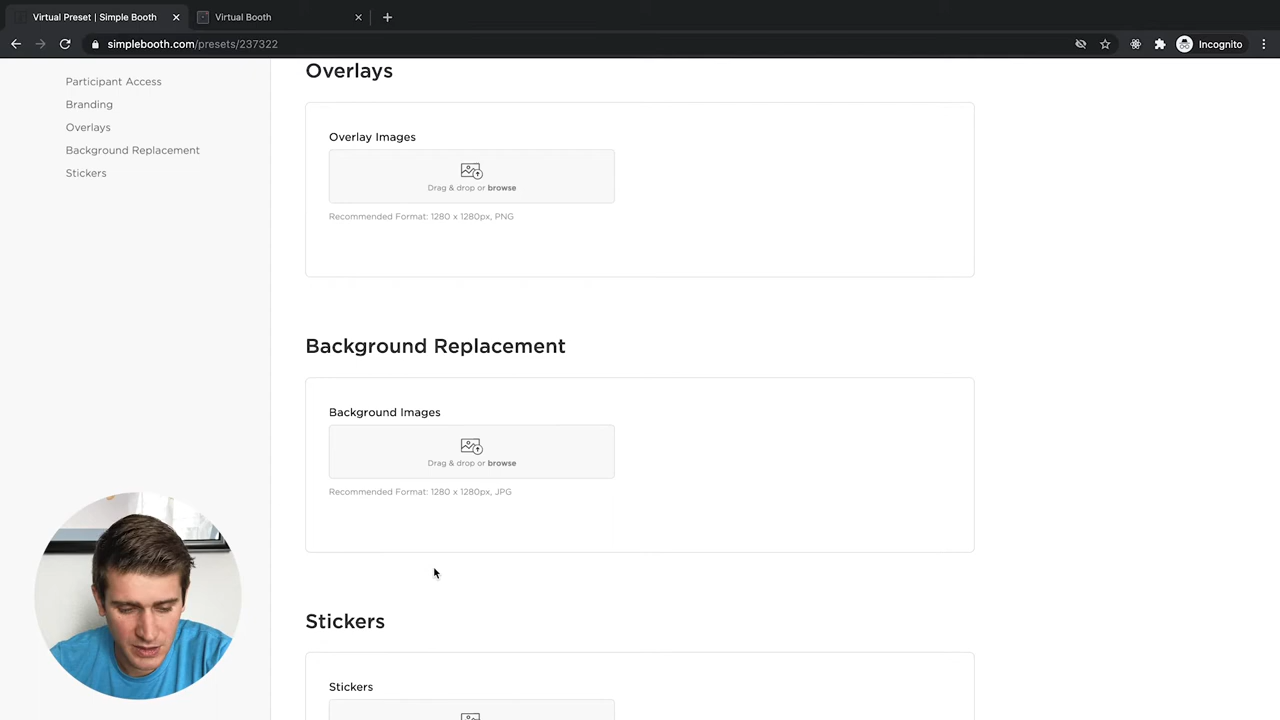 Virtual Preset | Simple Booth
Virtual Booth
simplebooth.com/presets/237322
Incognito
Participant Access
Branding
Overlays
Background Replacement
Stickers
Overlays
Overlay Images
Drag & drop or browse
Recommended Format: 1280 x 1280px, PNG
Background Replacement
Background Images
Drag & drop or browse
Recommended Format: 1280 x 1280px, JPG
Stickers
Stickers